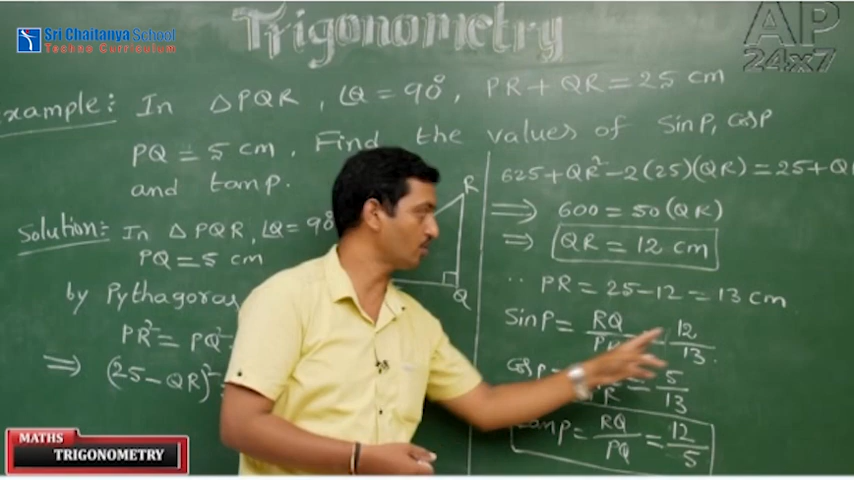 Sri Chaitanya School
Techno Curriculum
Trigonometry
AP
24x7
Example:- In △PQR, ∠Q = 90°, PR + QR = 25 cm
PQ = 5 cm, Find the values of SinP, CosP
and tanP.
Solution:- In △PQR, ∠Q = 90°
PQ = 5 cm
by Pythagoras
PR² = PQ²
⟹ (25 − QR)² =
R
Q
625 + QR² − 2(25)(QR) = 25 + Q
⟹ 600 = 50(QR)
⟹ QR = 12 cm
∵ PR = 25 − 12 = 13 cm
SinP = RQ/PR = 12/13
CosP = = 5/13
tanP = RQ/PQ = 12/5
MATHS
TRIGONOMETRY